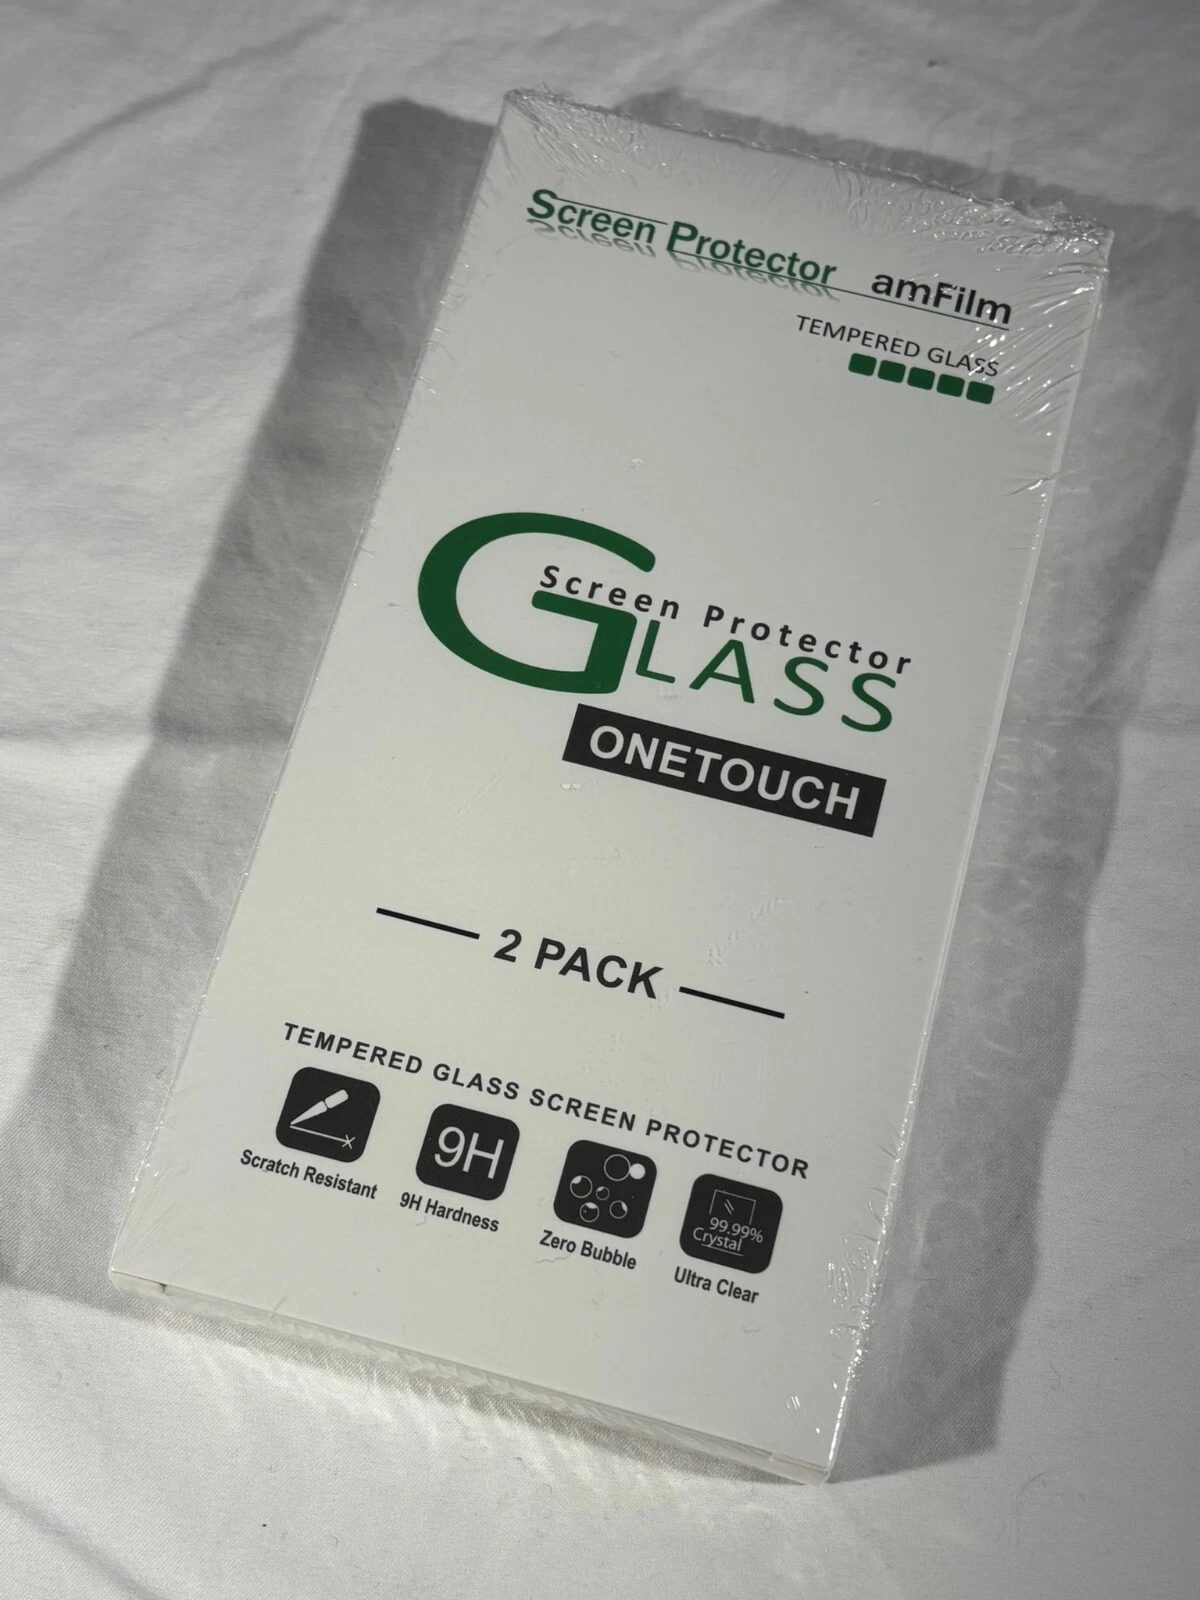 Screen Protector amFilm
TEMPERED GLASS
Screen Protector
GLASS
ONETOUCH
2 PACK
TEMPERED GLASS SCREEN PROTECTOR
9H
99.99%
Crystal
Scratch Resistant
9H Hardness
Zero Bubble
Ultra Clear